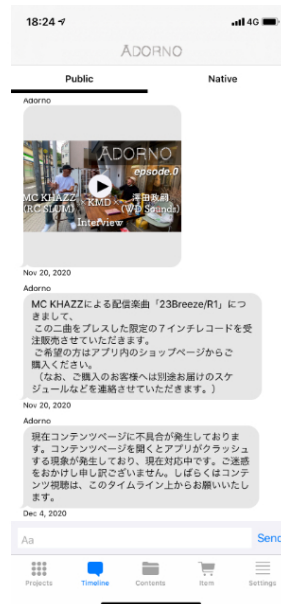 18:24
4G
ADORNO
Public
Native
Adorno
ADORNO
episode.0
MC KHAZZ
(RC SLUM)
×KMD×
澤田政司
(WD Sounds)
Interview
Nov 20, 2020
Adorno
MC KHAZZによる配信楽曲「23Breeze/R1」につ
きまして、
この二曲をプレスした限定の７インチレコードを受
注販売させていただきます。
ご希望の方はアプリ内のショップページからご
購入ください。
（なお、ご購入のお客様へは別途お届けのスケ
ジュールなどを連絡させていただきます。）
Nov 20, 2020
Adorno
現在コンテンツページに不具合が発生しておりま
す。コンテンツページを開くとアプリがクラッシュ
する現象が発生しており、現在対応中です。ご迷惑
をおかけし申し訳ございません。しばらくはコンテ
ンツ視聴は、このタイムライン上からお願いいたし
ます。
Dec 4, 2020
Aa
Send
Projects
Timeline
Contents
Item
Settings